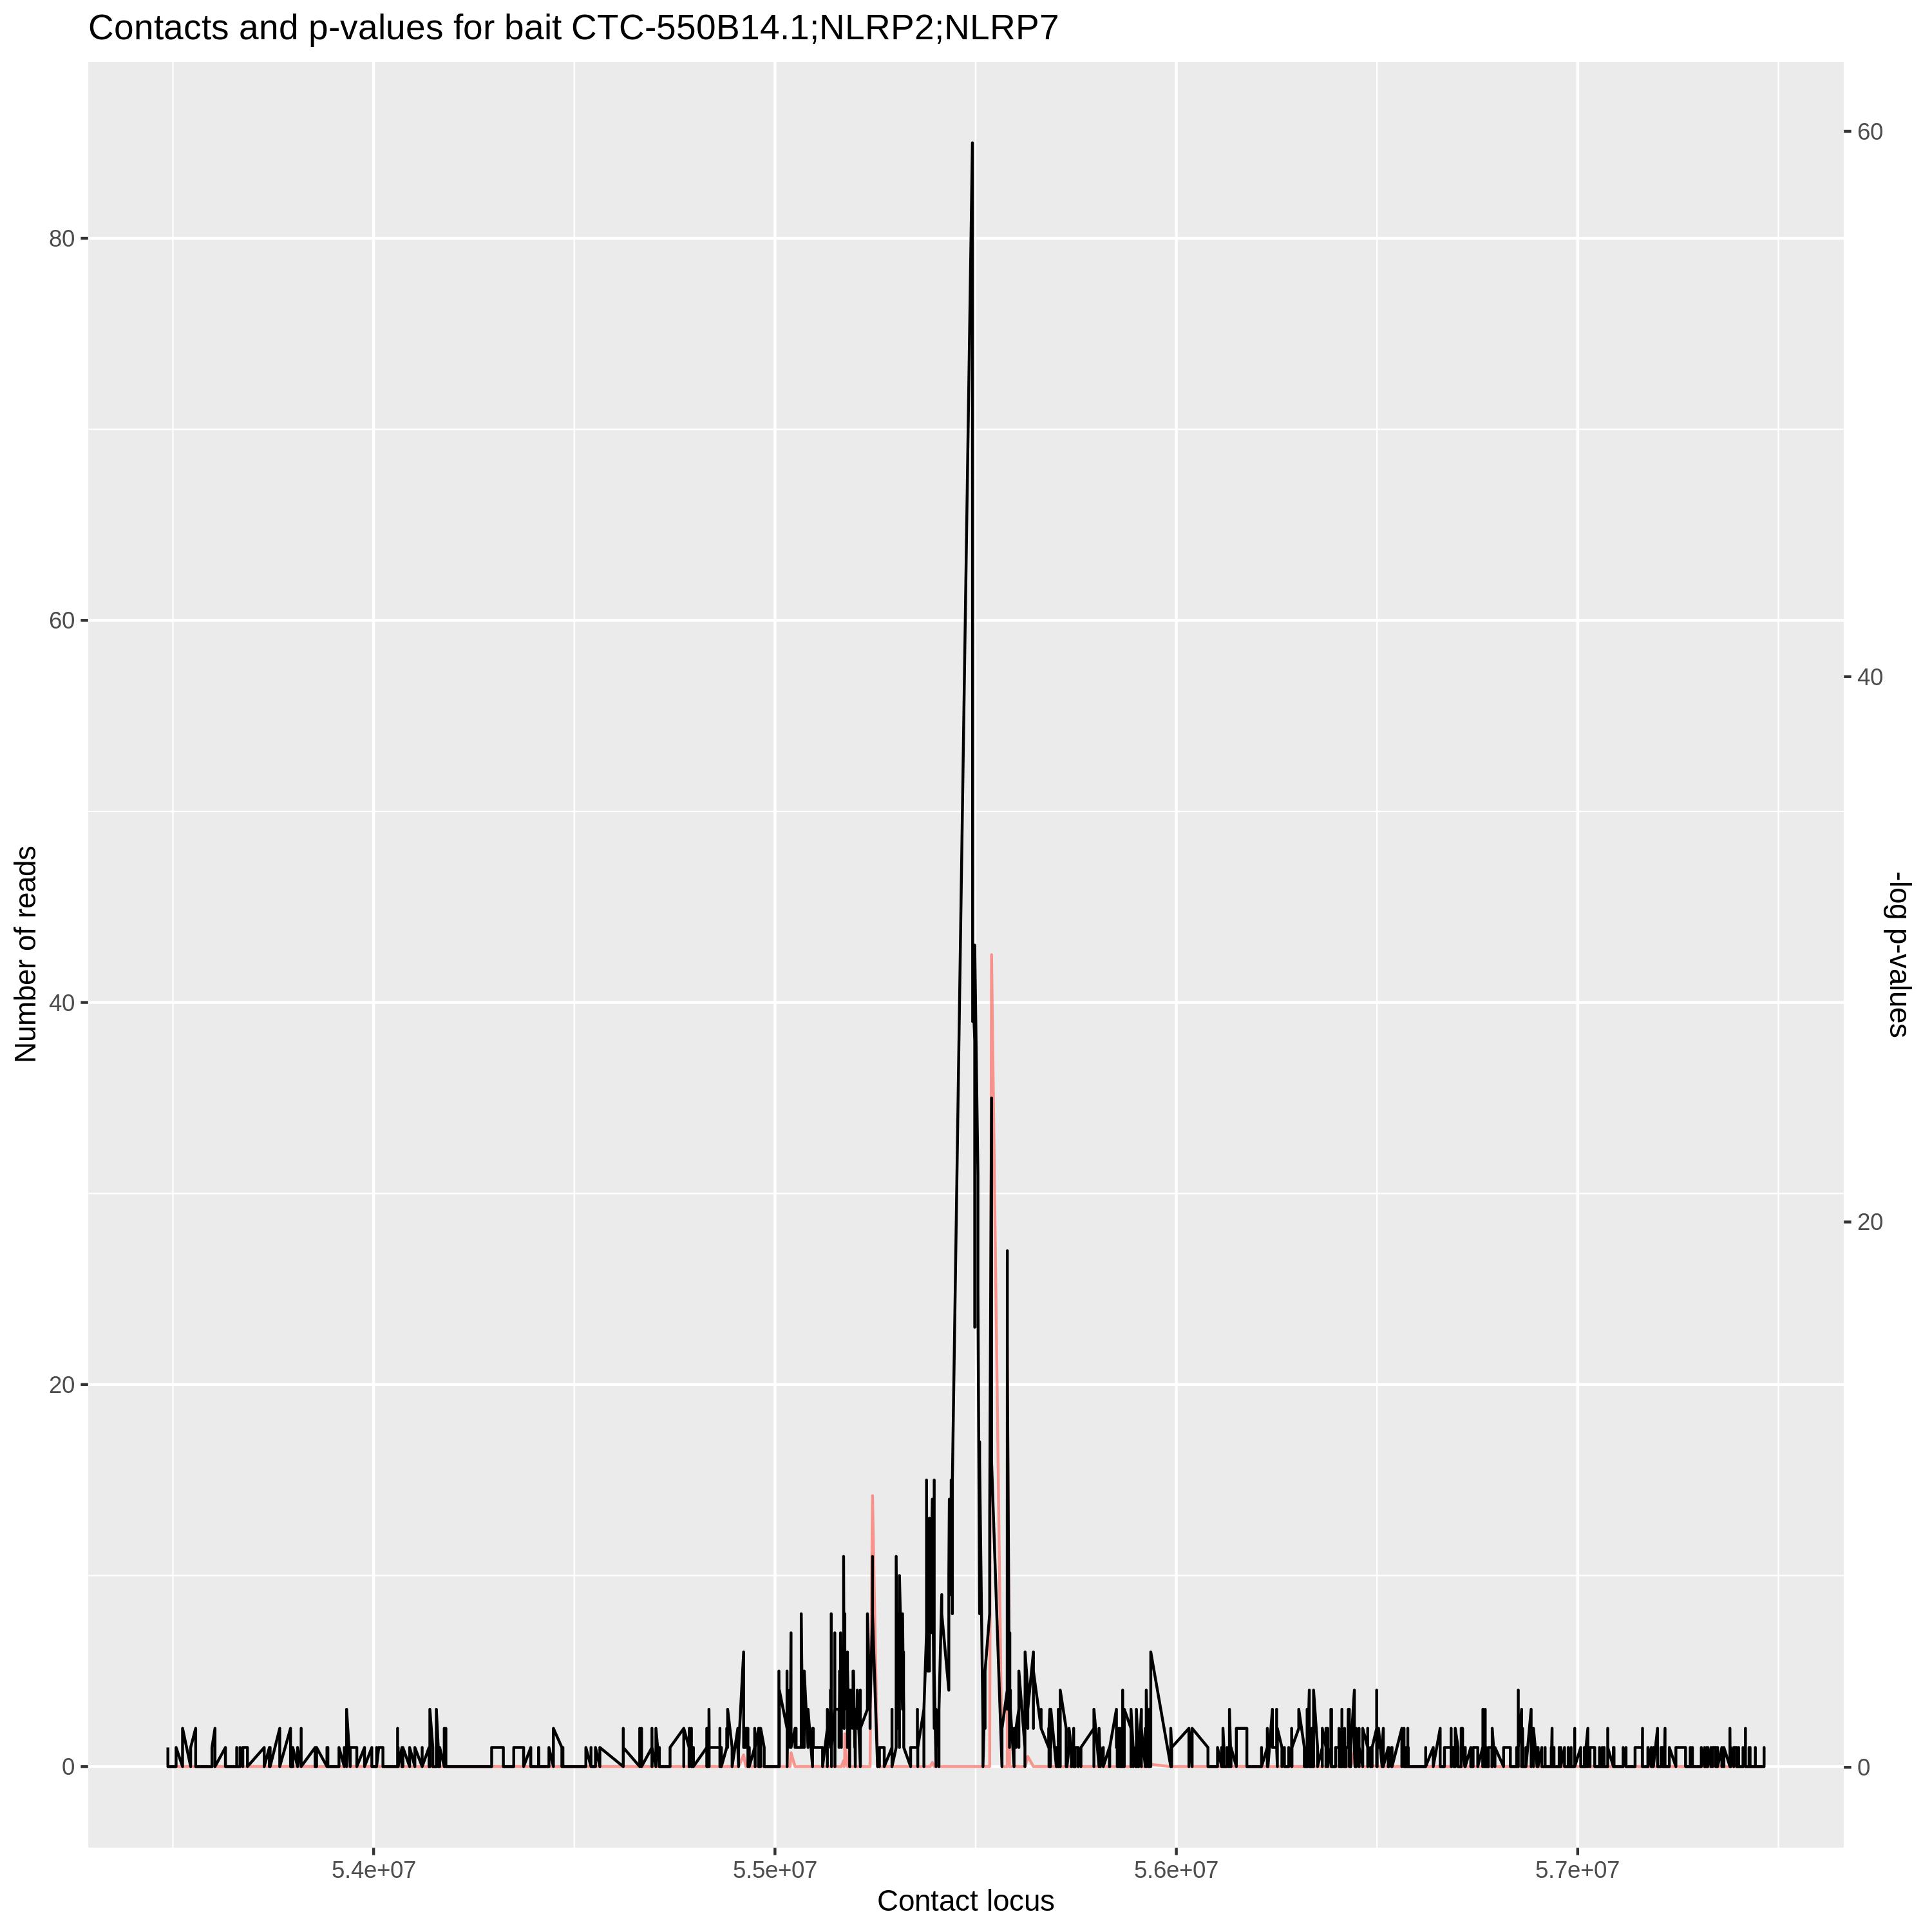 Contacts and p-values for bait CTC-550B14.1;NLRP2;NLRP7
80
60
40
20
0
Number of reads
60
40
20
0
-log p-values
5.4e+07
5.5e+07
5.6e+07
5.7e+07
Contact locus